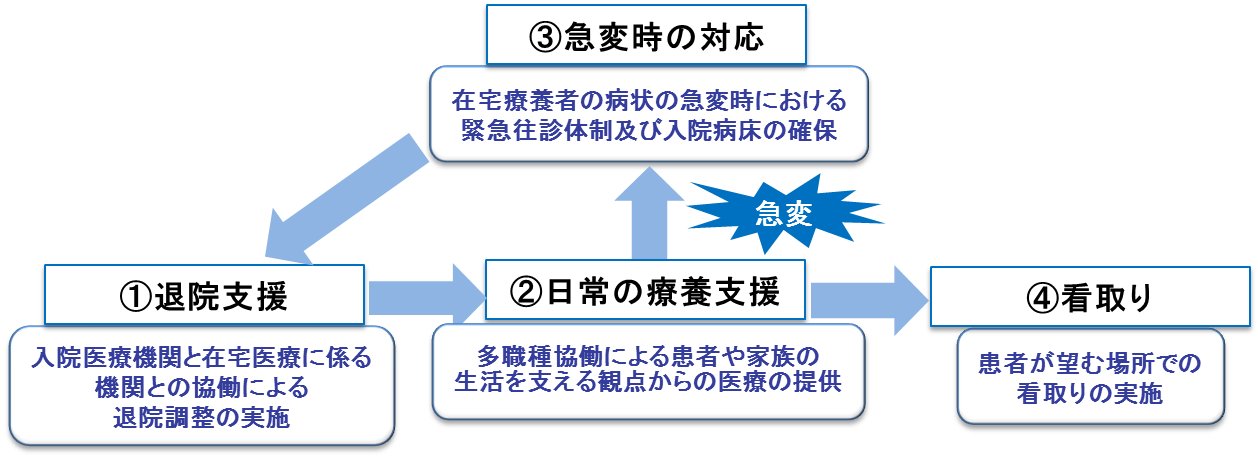 ③急変時の対応
在宅療養者の病状の急変時における
緊急往診体制及び入院病床の確保
急変
①退院支援
入院医療機関と在宅医療に係る
機関との協働による
退院調整の実施
②日常の療養支援
多職種協働による患者や家族の
生活を支える観点からの医療の提供
④看取り
患者が望む場所での
看取りの実施